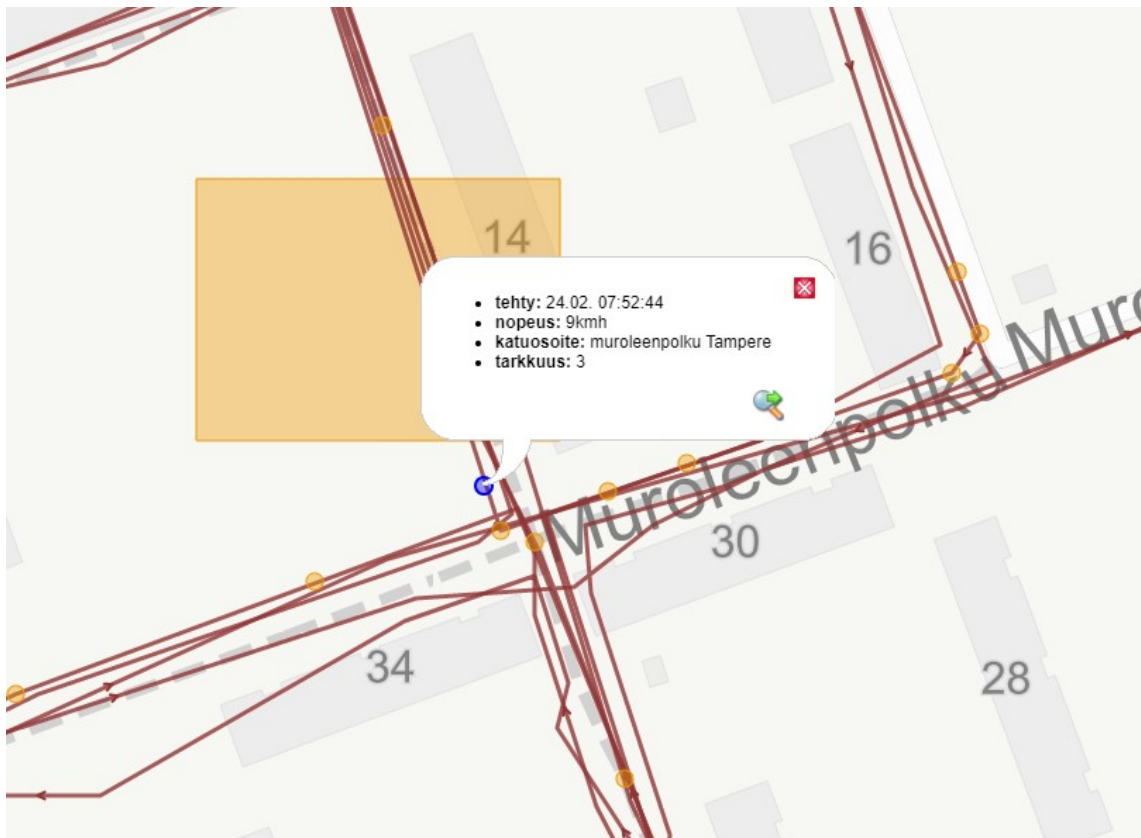 14
16
tehty: 24.02. 07:52:44
nopeus: 9kmh
katuosoite: muroleenpolku Tampere
tarkkuus: 3
Muroleenpolku
30
34
28